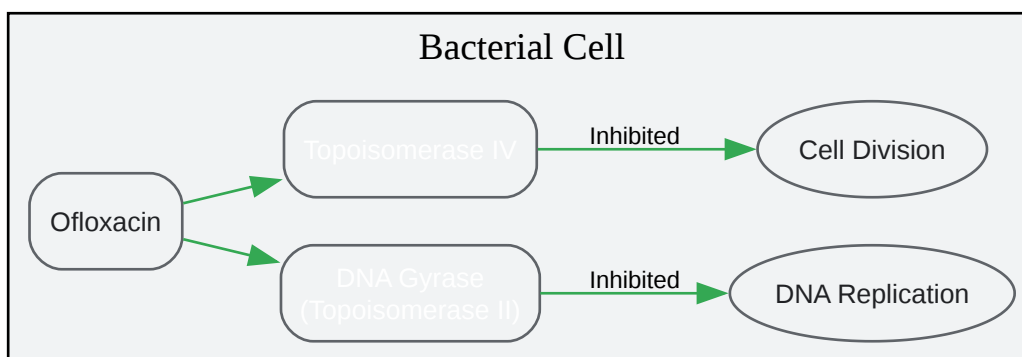 Bacterial Cell
Topoisomerase IV
Inhibited
Cell Division
Ofloxacin
DNA Gyrase
(Topoisomerase II)
Inhibited
DNA Replication